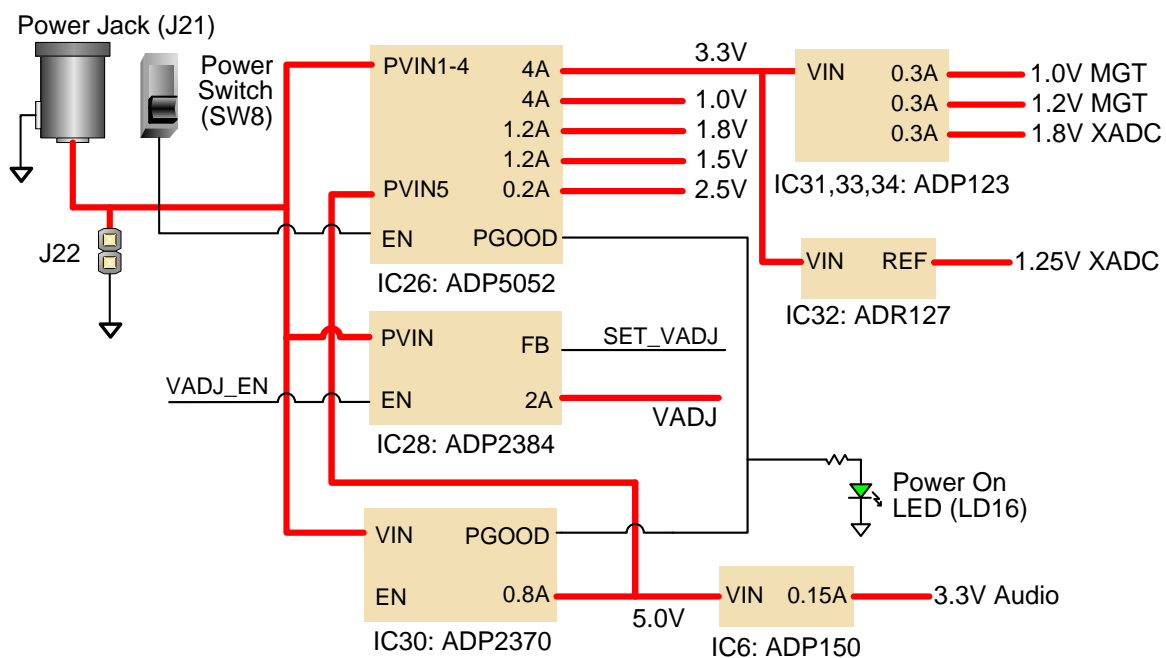 Power Jack (J21)
Power
Switch
(SW8)
J22
PVIN1-4
4A
4A
1.2A
1.2A
PVIN5
0.2A
EN
PGOOD
IC26: ADP5052
3.3V
1.0V
1.8V
1.5V
2.5V
VIN
0.3A
0.3A
0.3A
1.0V MGT
1.2V MGT
1.8V XADC
IC31,33,34: ADP123
VIN
REF
1.25V XADC
IC32: ADR127
PVIN
FB
SET_VADJ
VADJ_EN
EN
2A
VADJ
IC28: ADP2384
Power On
LED (LD16)
VIN
PGOOD
EN
0.8A
5.0V
IC30: ADP2370
VIN
0.15A
3.3V Audio
IC6: ADP150